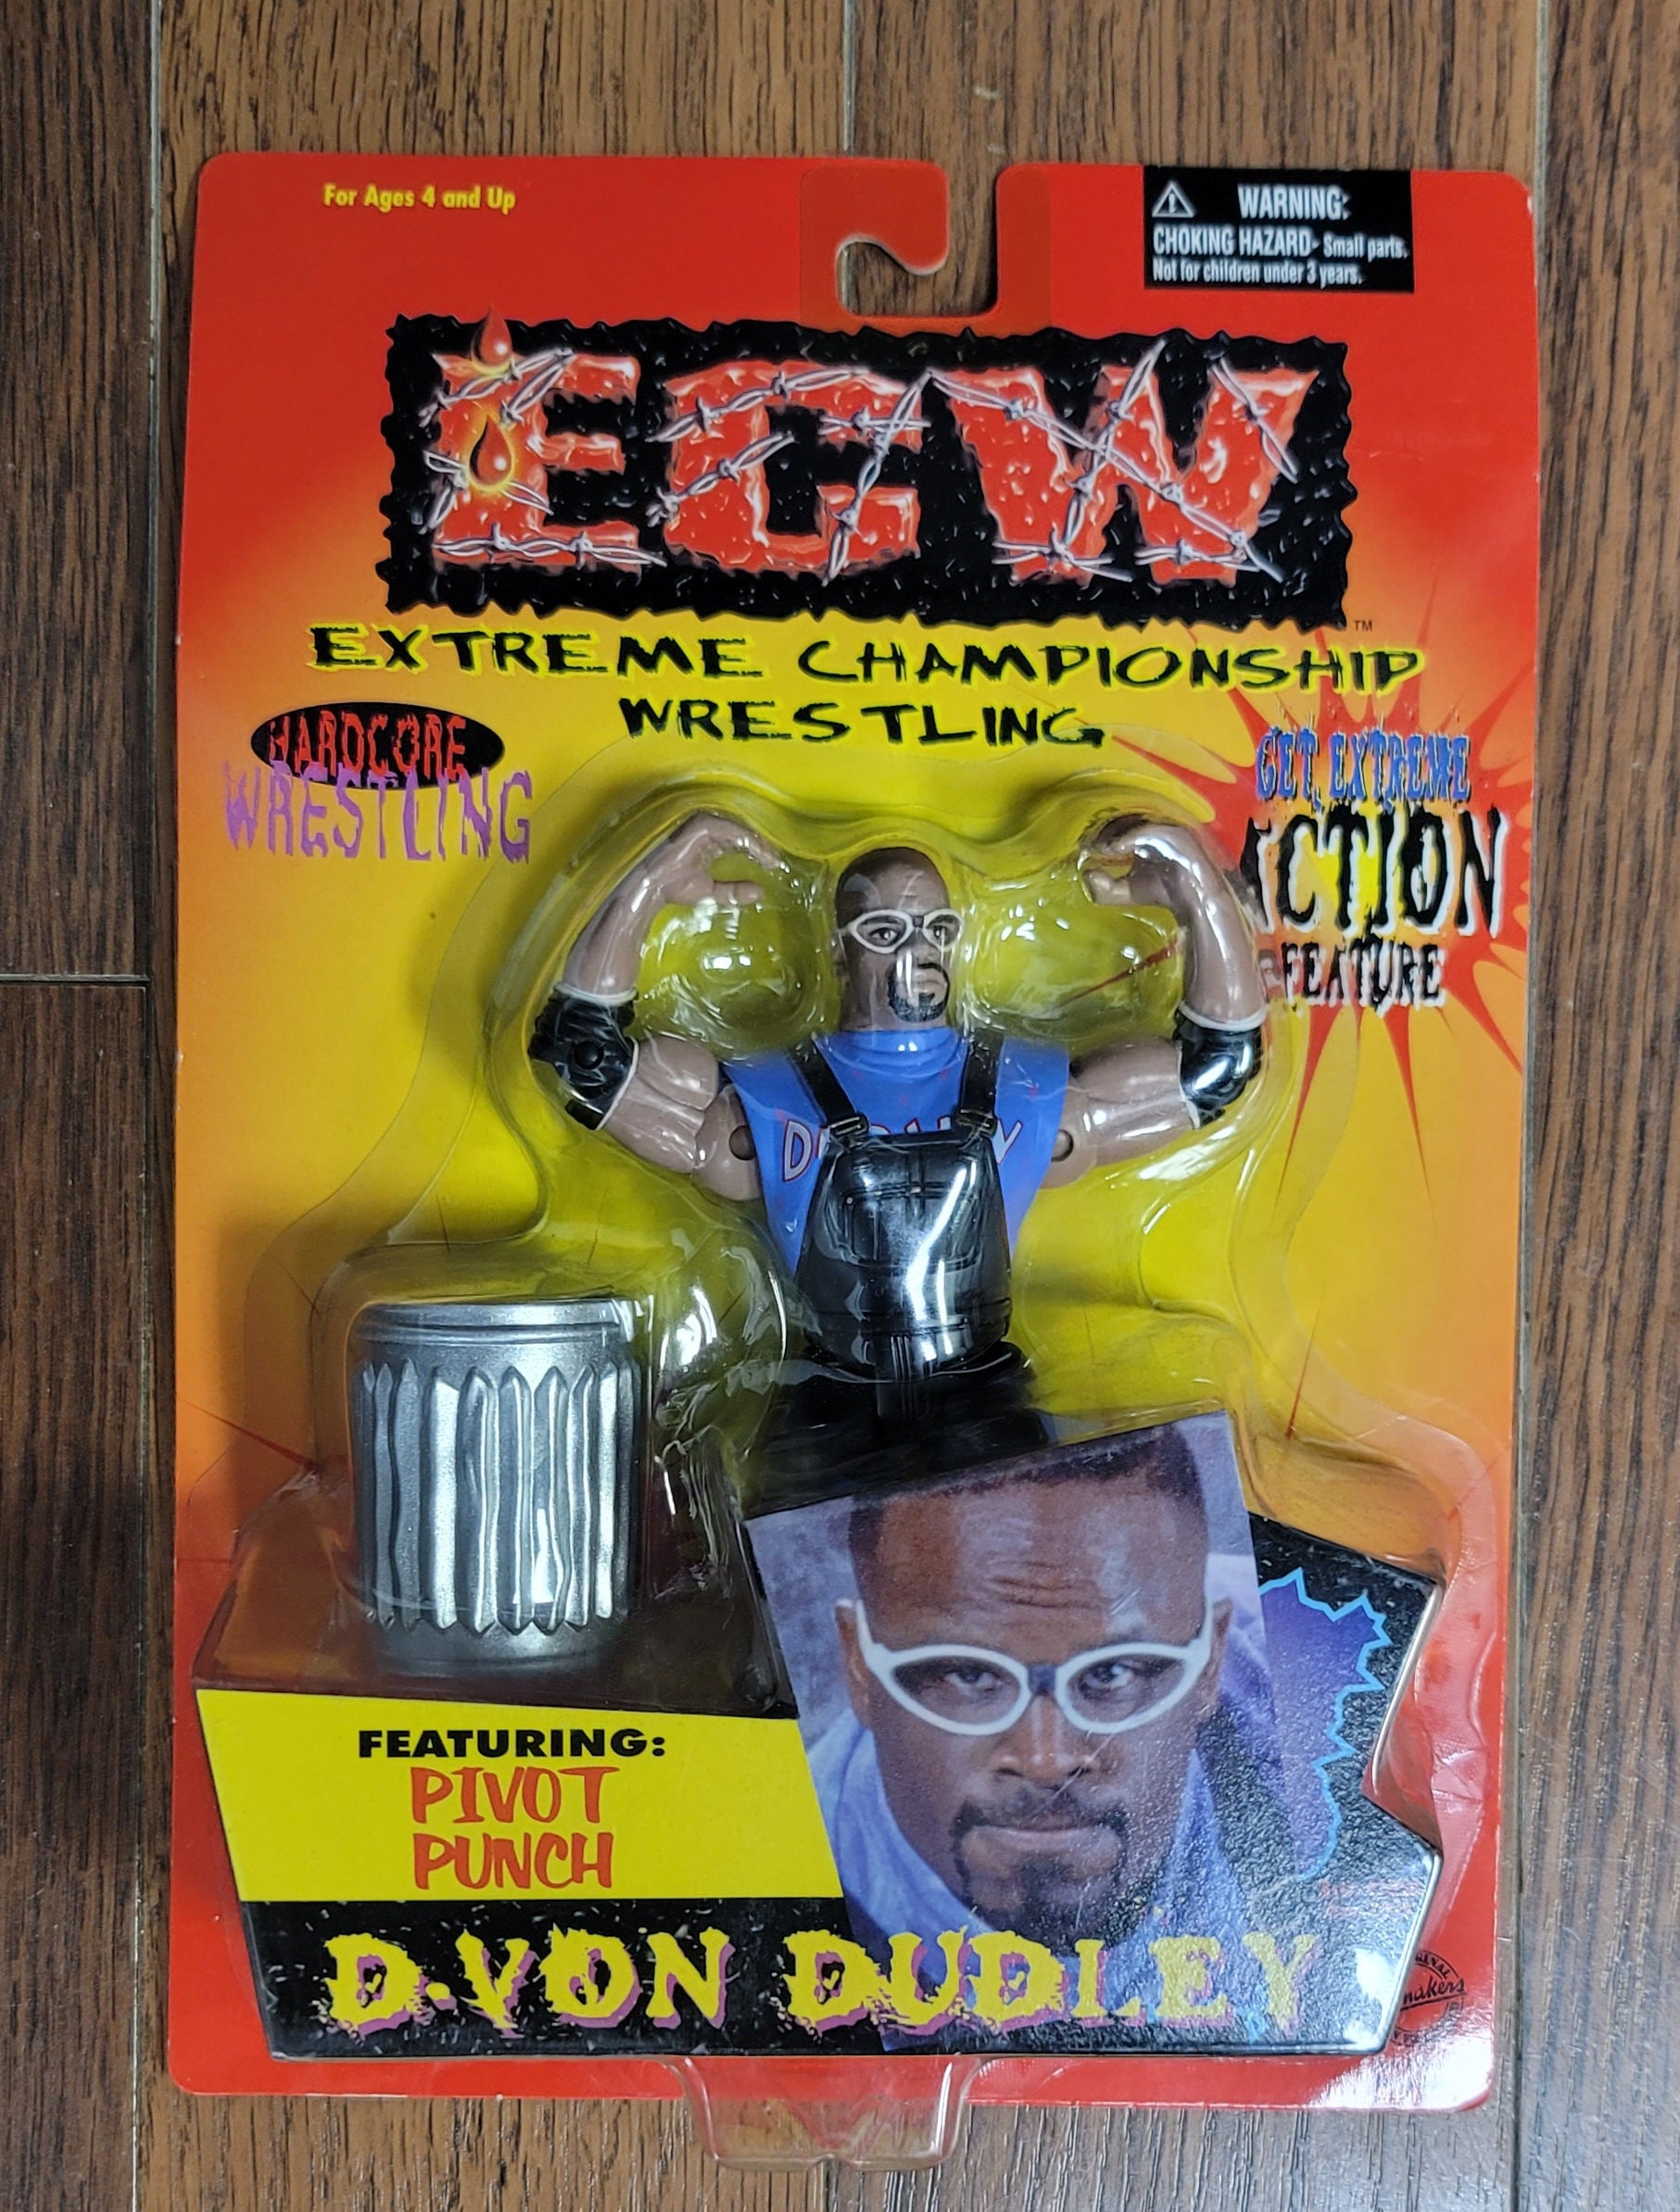 For Ages 4 and Up
WARNING:
CHOKING HAZARD- Small parts.
Not for children under 3 years.
ECW
TM
EXTREME CHAMPIONSHIP
WRESTLING
HARDCORE
WRESTLING
GET EXTREME
ACTION
FEATURE
FEATURING:
PIVOT
PUNCH
D-VON DUDLEY